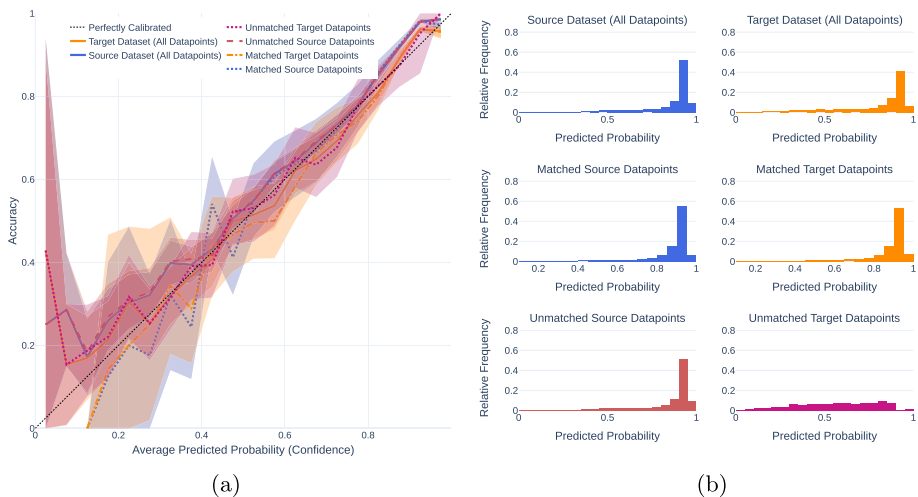 Perfectly Calibrated
Target Dataset (All Datapoints)
Source Dataset (All Datapoints)
Unmatched Target Datapoints
Unmatched Source Datapoints
Matched Target Datapoints
Matched Source Datapoints
1
0.8
0.6
0.4
0.2
0
Accuracy
0
0.2
0.4
0.6
0.8
Average Predicted Probability (Confidence)
(a)
Source Dataset (All Datapoints)
Target Dataset (All Datapoints)
Relative Frequency
0.8
0.6
0.4
0.2
0
0 0.5 1
Predicted Probability
0.8
0.6
0.4
0.2
0
0 0.5 1
Predicted Probability
Matched Source Datapoints
Matched Target Datapoints
Relative Frequency
0.8
0.6
0.4
0.2
0
0.2 0.4 0.6 0.8 1
Predicted Probability
0.8
0.6
0.4
0.2
0
0.2 0.4 0.6 0.8 1
Predicted Probability
Unmatched Source Datapoints
Unmatched Target Datapoints
Relative Frequency
0.8
0.6
0.4
0.2
0
0 0.5 1
Predicted Probability
0.8
0.6
0.4
0.2
0
0 0.5 1
Predicted Probability
(b)